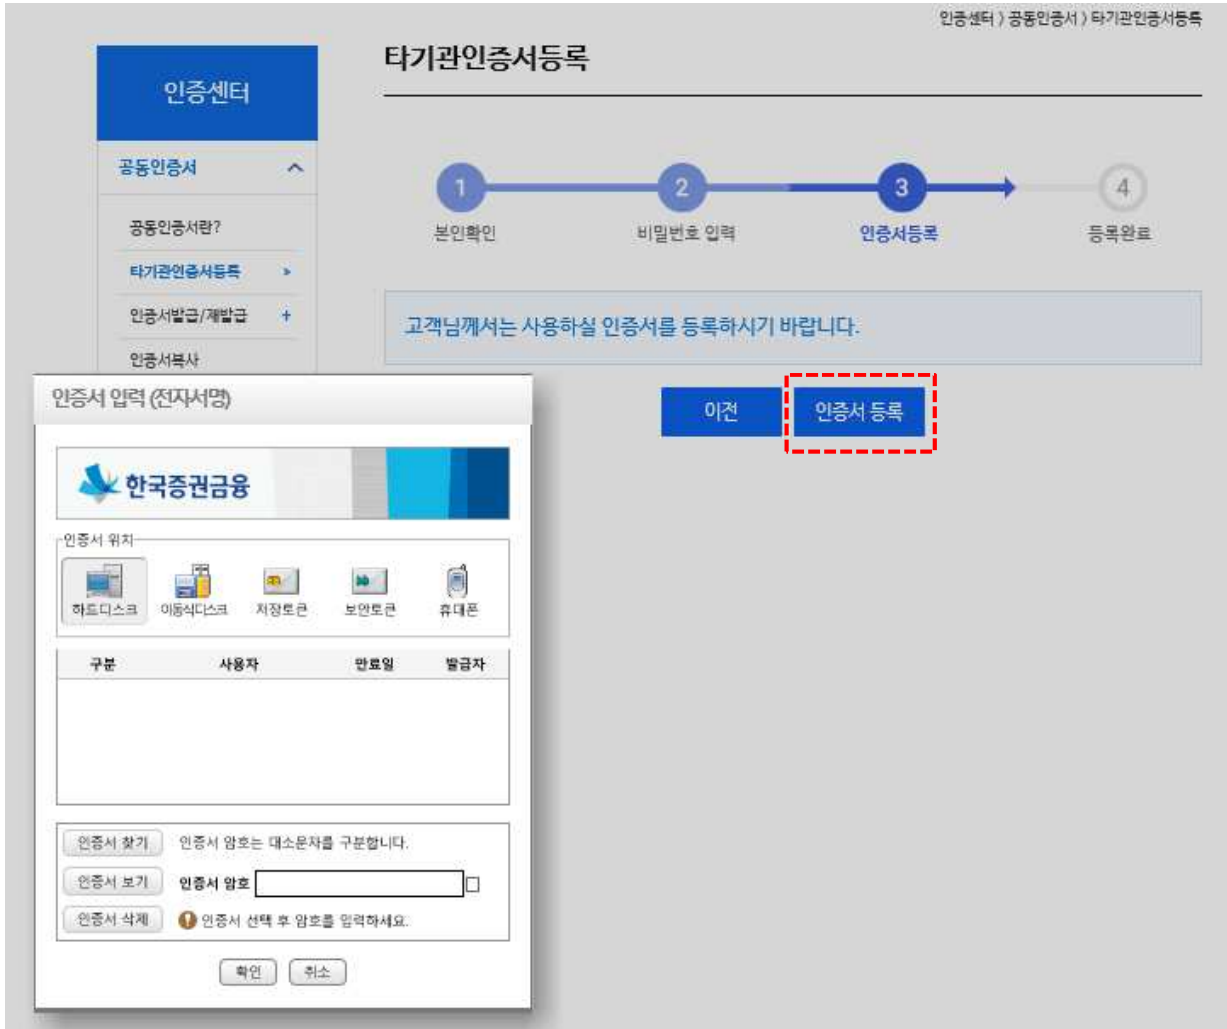 인증센터 > 공동인증서 > 타기관인증서등록
인증센터
공동인증서
공동인증서란?
타기관인증서등록 »
인증서발급/재발급 +
인증서복사
타기관인증서등록
1 2 3 4
본인확인 비밀번호 입력 인증서등록 등록완료
고객님께서는 사용하실 인증서를 등록하시기 바랍니다.
이전 인증서 등록
인증서 입력 (전자서명)
한국증권금융
인증서 위치
하드디스크 이동식디스크 저장토큰 보안토큰 휴대폰
구분 사용자 만료일 발급자
인증서 찾기 인증서 암호는 대소문자를 구분합니다.
인증서 보기 인증서 암호
인증서 삭제 인증서 선택 후 암호를 입력하세요.
확인 취소